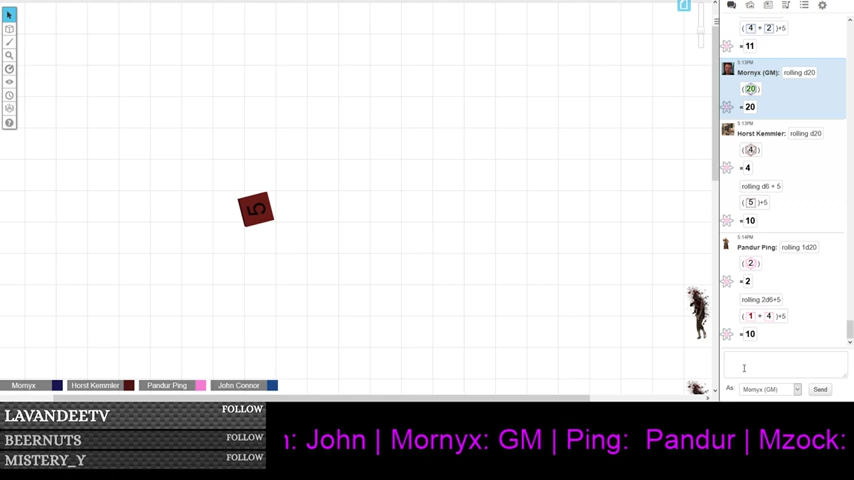 ( 4 + 2 )+5
= 11
5:13PM
Mornyx (GM): rolling d20
( 20 )
= 20
5:13PM
Horst Kemmler: rolling d20
( 4 )
= 4
rolling d6 + 5
( 5 )+5
= 10
5:14PM
Pandur Ping: rolling 1d20
( 2 )
= 2
rolling 2d6+5
( 1 + 4 )+5
= 10
As: Mornyx (GM) Send
5
Mornyx Horst Kemmler Pandur Ping John Connor
LAVANDEETV FOLLOW
BEERNUTS FOLLOW
MISTERY_Y FOLLOW
: John | Mornyx: GM | Ping: Pandur | Mzock: